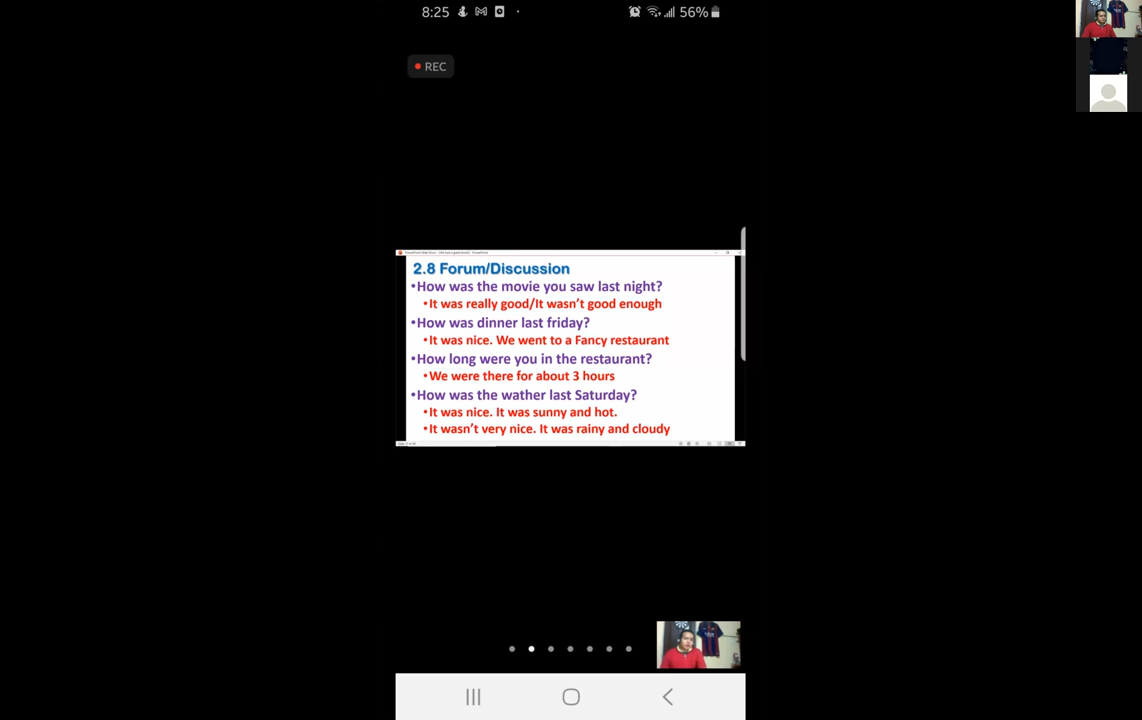 8:25
56%
REC
2.8 Forum/Discussion
•How was the movie you saw last night?
•It was really good/It wasn't good enough
•How was dinner last friday?
•It was nice. We went to a Fancy restaurant
•How long were you in the restaurant?
•We were there for about 3 hours
•How was the wather last Saturday?
•It was nice. It was sunny and hot.
•It wasn't very nice. It was rainy and cloudy